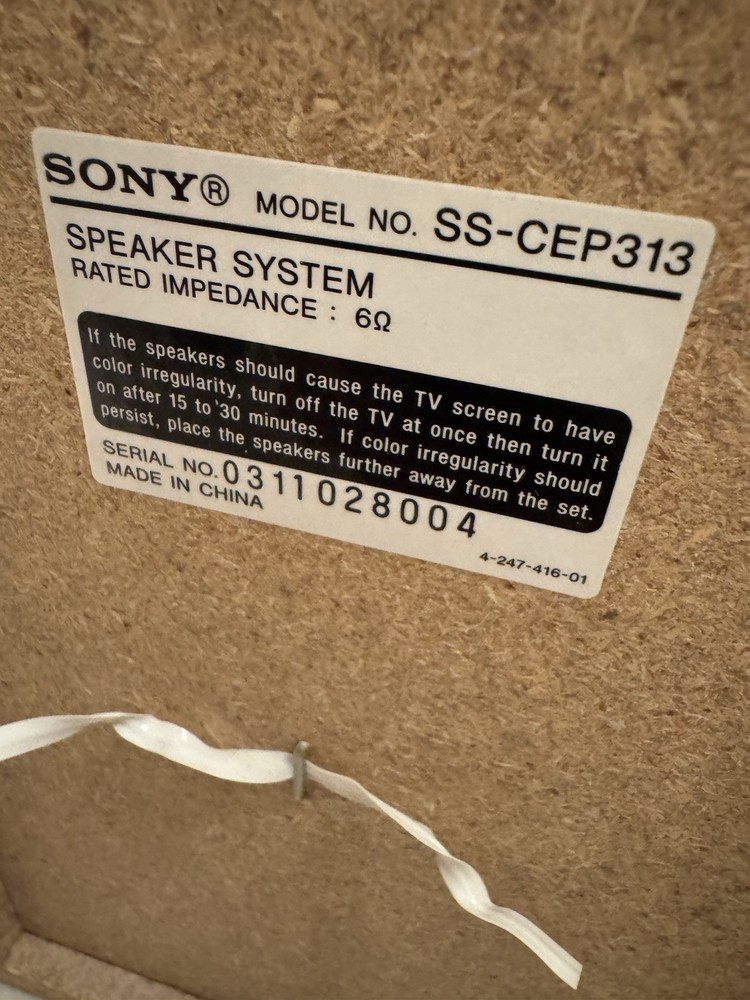 SONY® MODEL NO. SS-CEP313
SPEAKER SYSTEM
RATED IMPEDANCE : 6Ω
If the speakers should cause the TV screen to have
color irregularity, turn off the TV at once then turn it
on after 15 to 30 minutes. If color irregularity should
persist, place the speakers further away from the set.
SERIAL NO. 0311028004
MADE IN CHINA
4-247-416-01